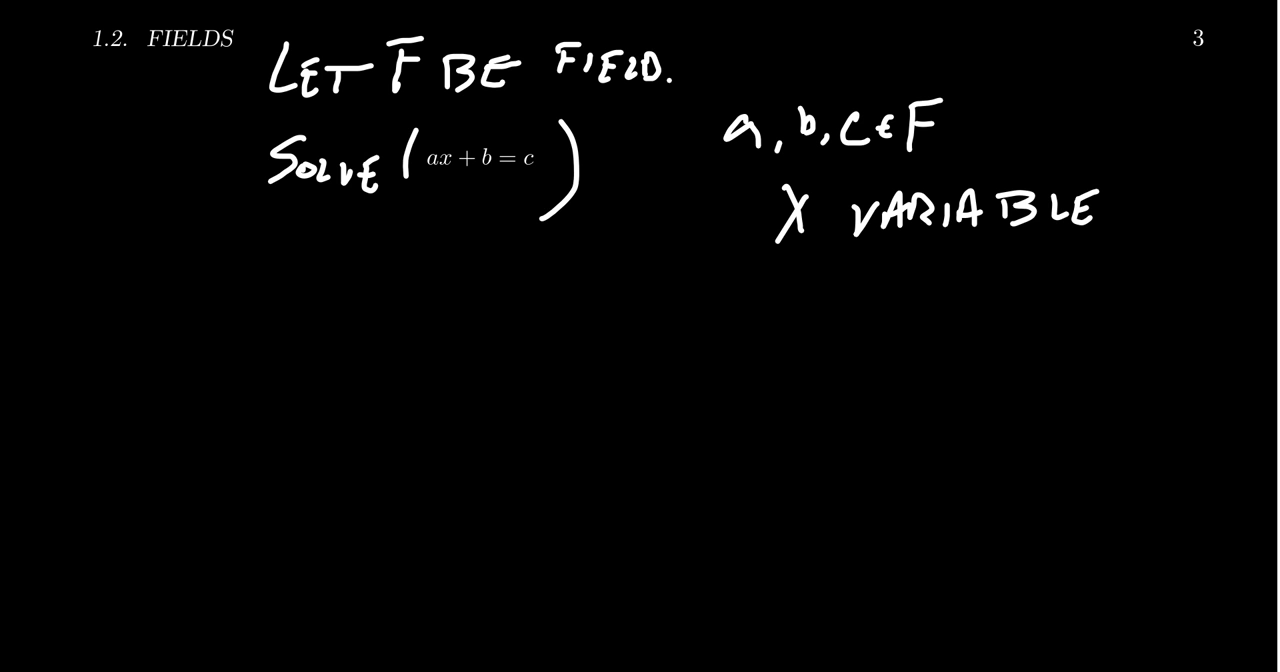 1.2. FIELDS 3
LET F BE FIELD.
SOLVE (ax + b = c) a, b, c ∈ F
X VARIABLE